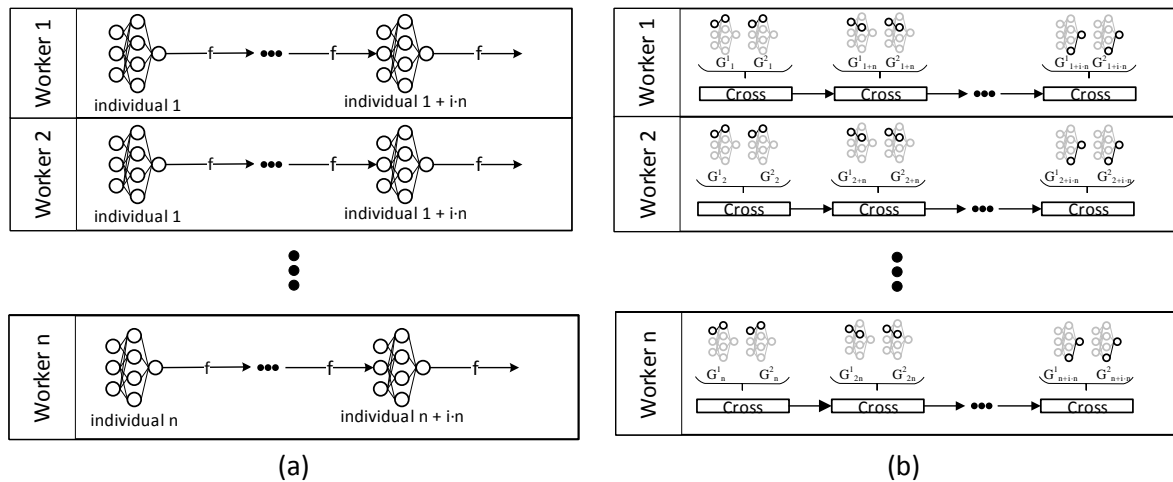 Worker 1
f
f
individual 1
individual 1 + i·n
Worker 2
f
f
individual 1
individual 1 + i·n
Worker n
f
f
individual n
individual n + i·n
(a)
Worker 1
G¹₁ G²₁ G¹₁₊ₙ G²₁₊ₙ G¹₁₊ᵢ.ₙ G²₁₊ᵢ.ₙ
Cross Cross Cross
Worker 2
G¹₂ G²₂ G¹₂₊ₙ G²₂₊ₙ G¹₂₊ᵢ.ₙ G²₂₊ᵢ.ₙ
Cross Cross Cross
Worker n
G¹ₙ G²ₙ G¹₂ₙ G²₂ₙ G¹ₙ₊ᵢ.ₙ G²ₙ₊ᵢ.ₙ
Cross Cross Cross
(b)